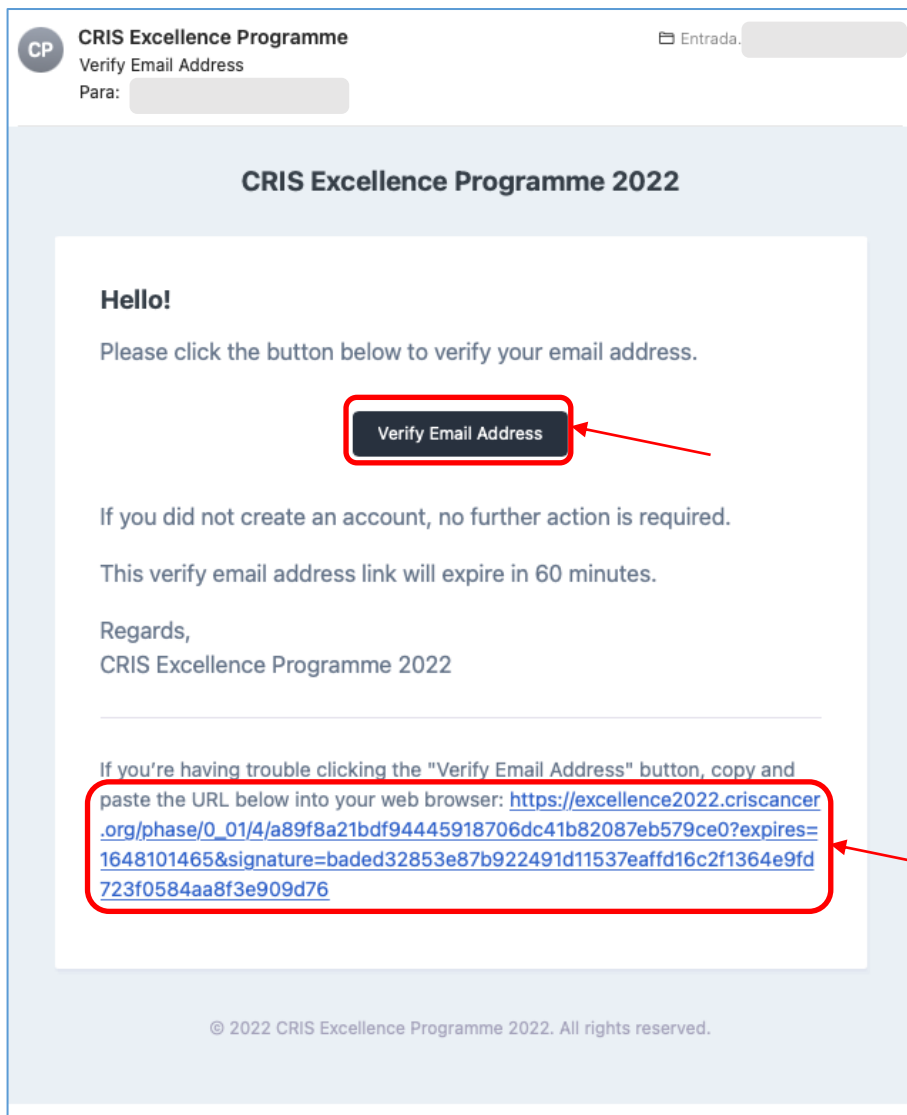 CP
CRIS Excellence Programme
Entrada.
Verify Email Address
Para:
CRIS Excellence Programme 2022
Hello!
Please click the button below to verify your email address.
Verify Email Address
If you did not create an account, no further action is required.
This verify email address link will expire in 60 minutes.
Regards,
CRIS Excellence Programme 2022
If you're having trouble clicking the "Verify Email Address" button, copy and
paste the URL below into your web browser: https://excellence2022.criscancer
.org/phase/0_01/4/a89f8a21bdf94445918706dc41b82087eb579ce0?expires=
1648101465&signature=baded32853e87b922491d11537eaffd16c2f1364e9fd
723f0584aa8f3e909d76
© 2022 CRIS Excellence Programme 2022. All rights reserved.